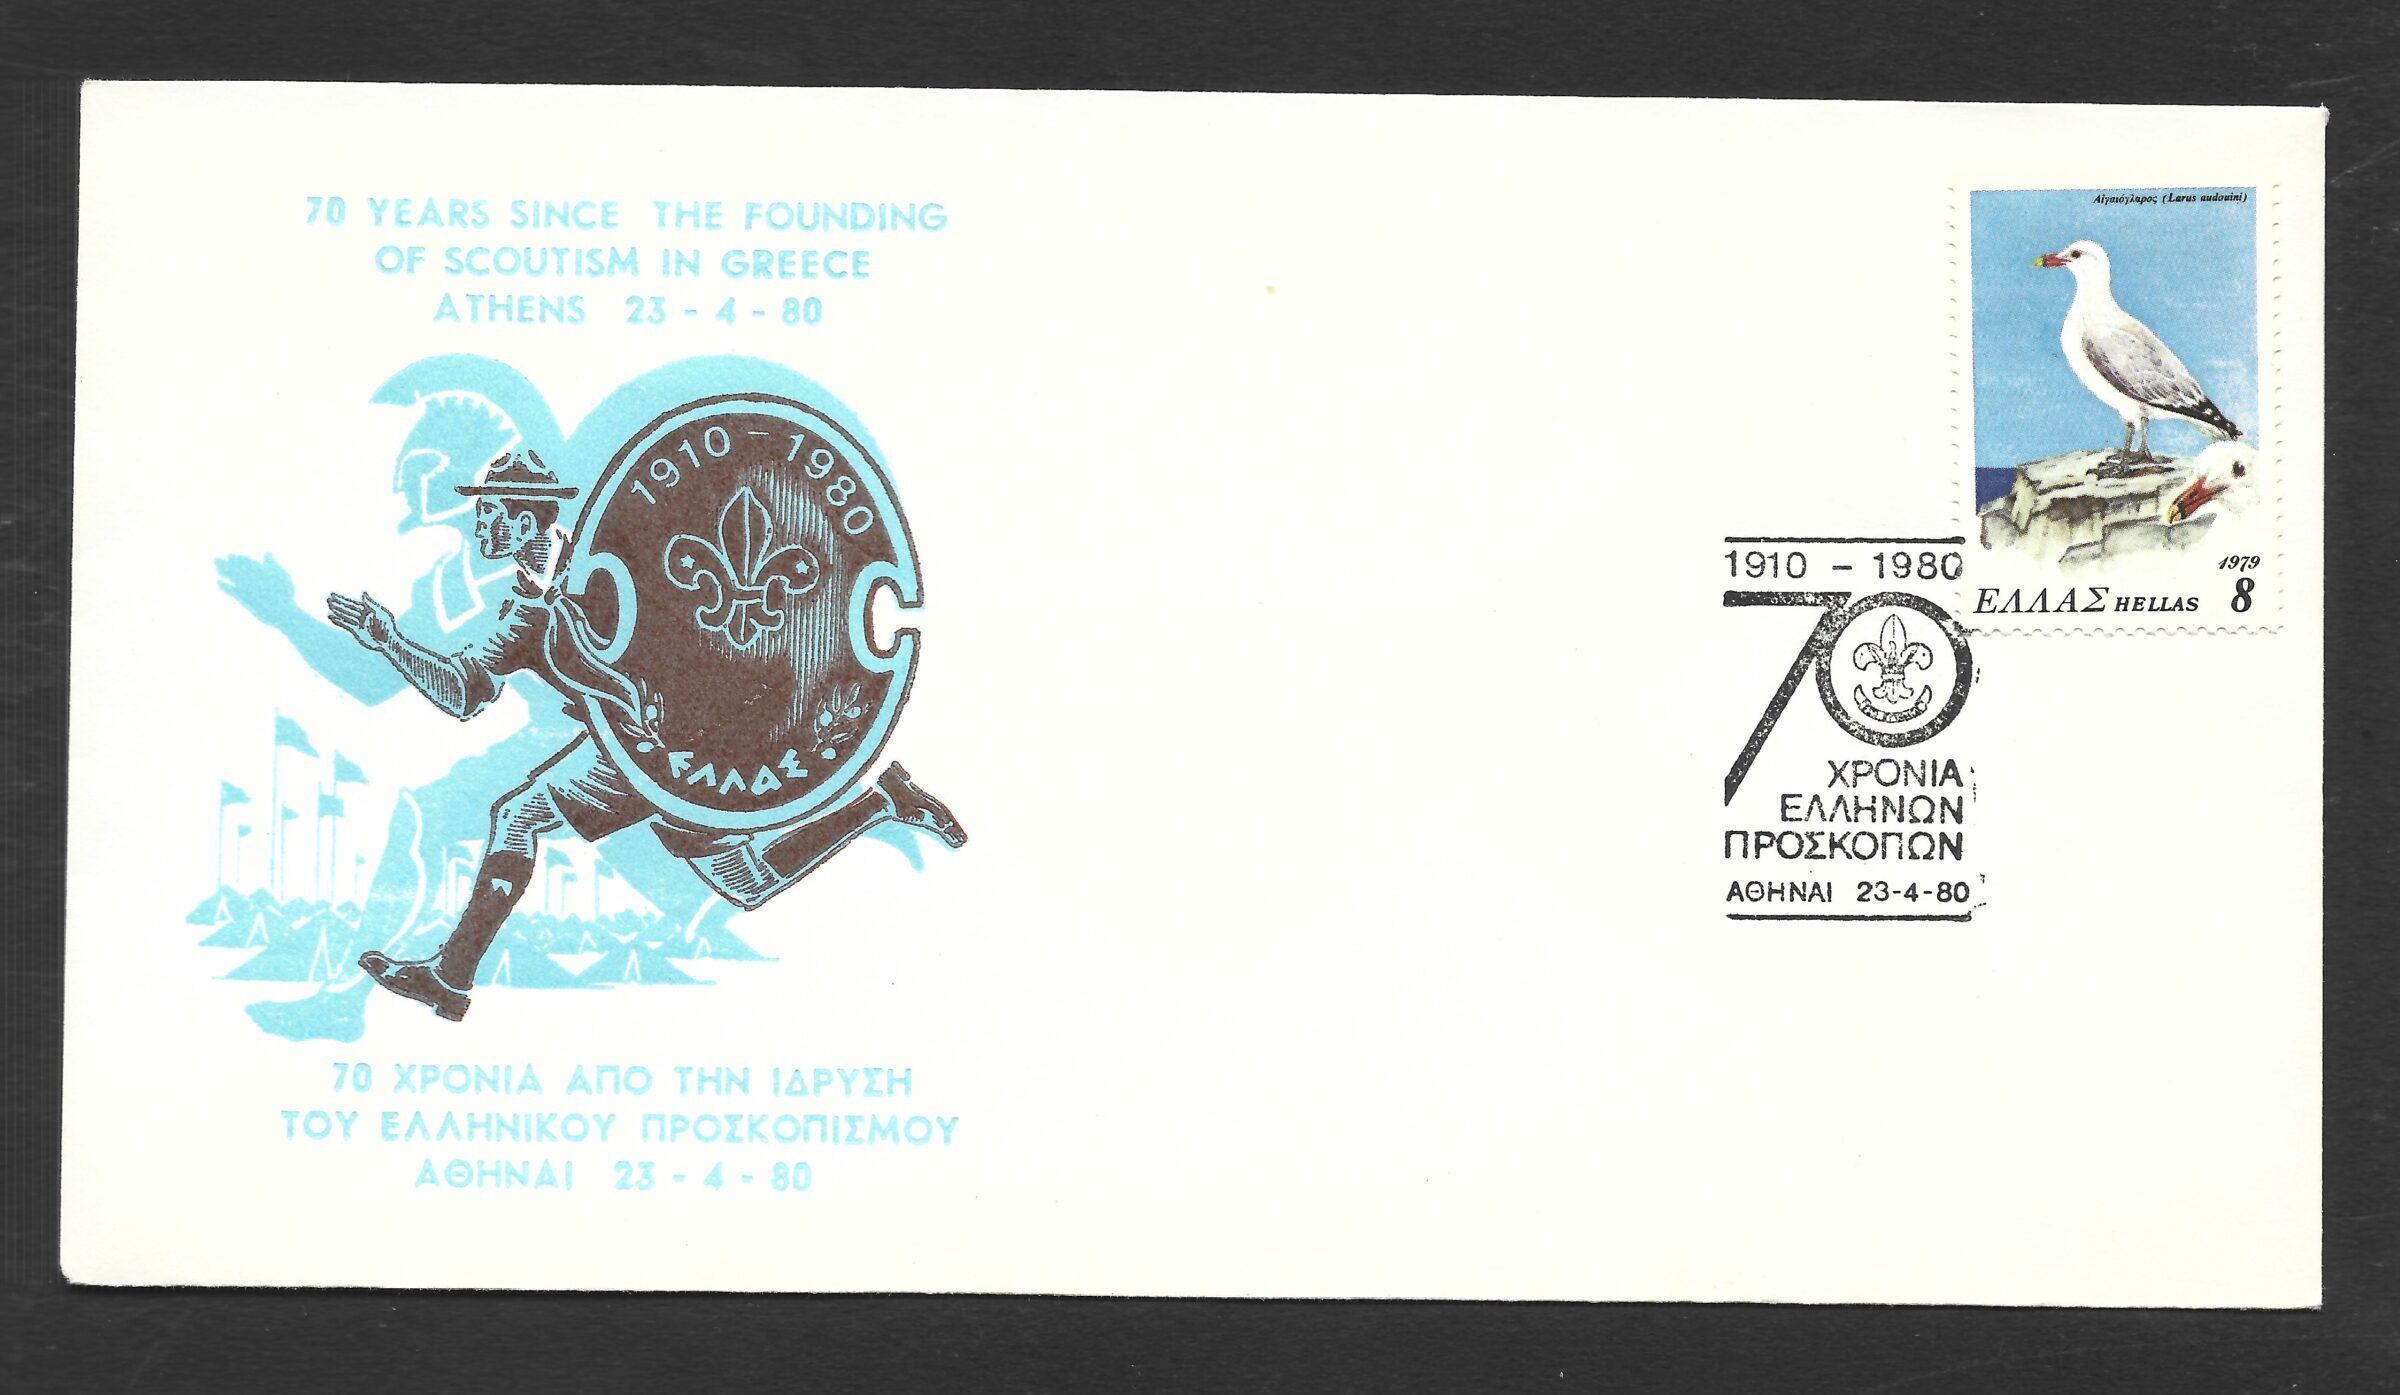 70 YEARS SINCE THE FOUNDING
OF SCOUTISM IN GREECE
ATHENS 23 - 4 - 80
1910 - 1980
ΕΛΛΑΣ
70 ΧΡΟΝΙΑ ΑΠΟ ΤΗΝ ΙΔΡΥΣΗ
ΤΟΥ ΕΛΛΗΝΙΚΟΥ ΠΡΟΣΚΟΠΙΣΜΟΥ
ΑΘΗΝΑΙ 23 - 4 - 80
Αἰγαιόγλαρος (Larus audouini)
1979
ΕΛΛΑΣ HELLAS 8
1910 - 1980
70
ΧΡΟΝΙΑ
ΕΛΛΗΝΩΝ
ΠΡΟΣΚΟΠΩΝ
ΑΘΗΝΑΙ 23-4-80